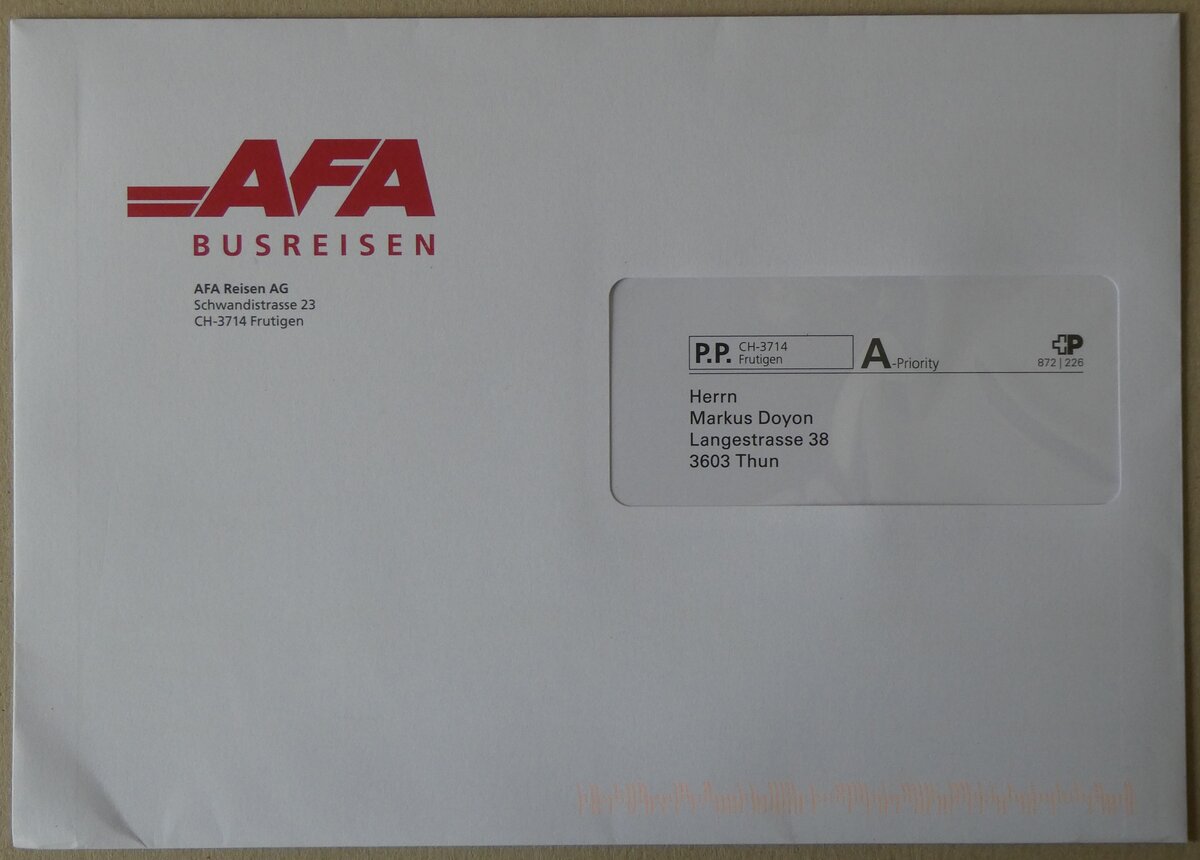 AFA
BUSREISEN
AFA Reisen AG
Schwandistrasse 23
CH-3714 Frutigen
P.P. CH-3714
Frutigen
A-Priority
P
872 | 226
Herrn
Markus Doyon
Langestrasse 38
3603 Thun